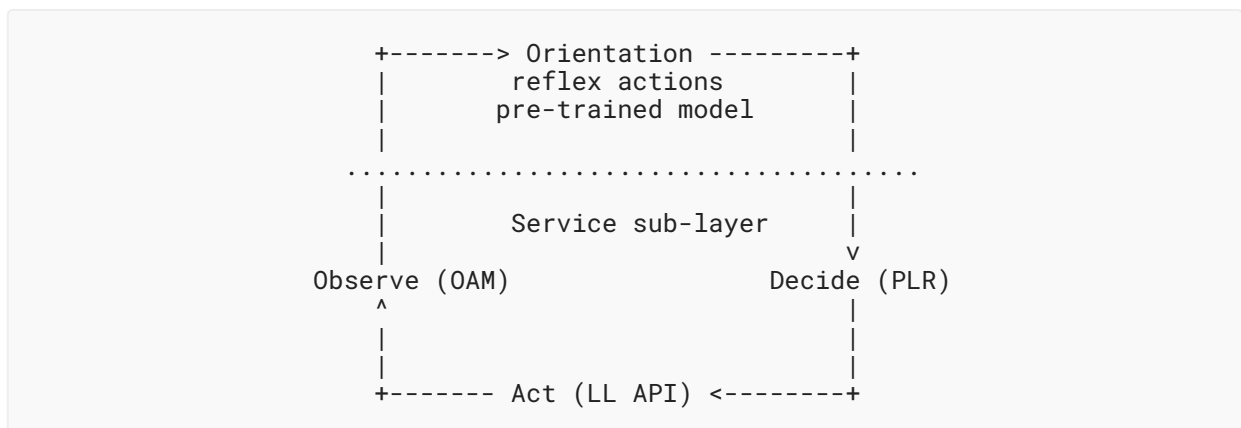 +-------> Orientation ---------+
|        reflex actions        |
|       pre-trained model      |
|                              |
.......................................
|                              |
|        Service sub-layer     |
|                              v
Observe (OAM)                  Decide (PLR)
^                              |
|                              |
|                              |
+------- Act (LL API) <--------+